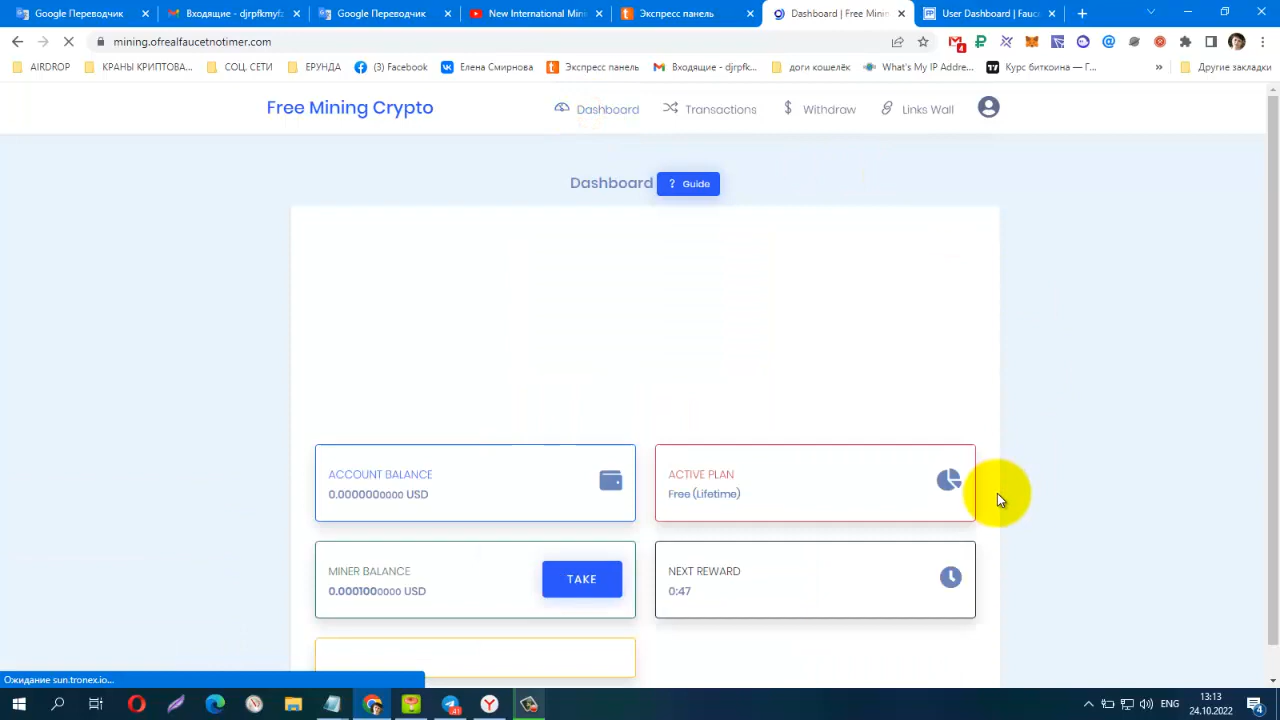 Google Переводчик
Входящие - djrpfkmyf
Google Переводчик
New International Mini
Экспресс панель
Dashboard | Free Minin
User Dashboard | Fauce
mining.ofrealfaucetnotimer.com
4
AIRDROP
КРАНЫ КРИПТОВА...
СОЦ. СЕТИ
ЕРУНДА
(3) Facebook
Елена Смирнова
Экспресс панель
Входящие - djrpfk...
доги кошелёк
What's My IP Addre...
Курс биткоина — Г...
»
Другие закладки
Free Mining Crypto
Dashboard
Transactions
Withdraw
Links Wall
Dashboard
? Guide
ACCOUNT BALANCE
0.0000000000 USD
ACTIVE PLAN
Free (Lifetime)
MINER BALANCE
0.0001000000 USD
TAKE
NEXT REWARD
0:47
Ожидание sun.tronex.io...
ENG
13:13
24.10.2022
4